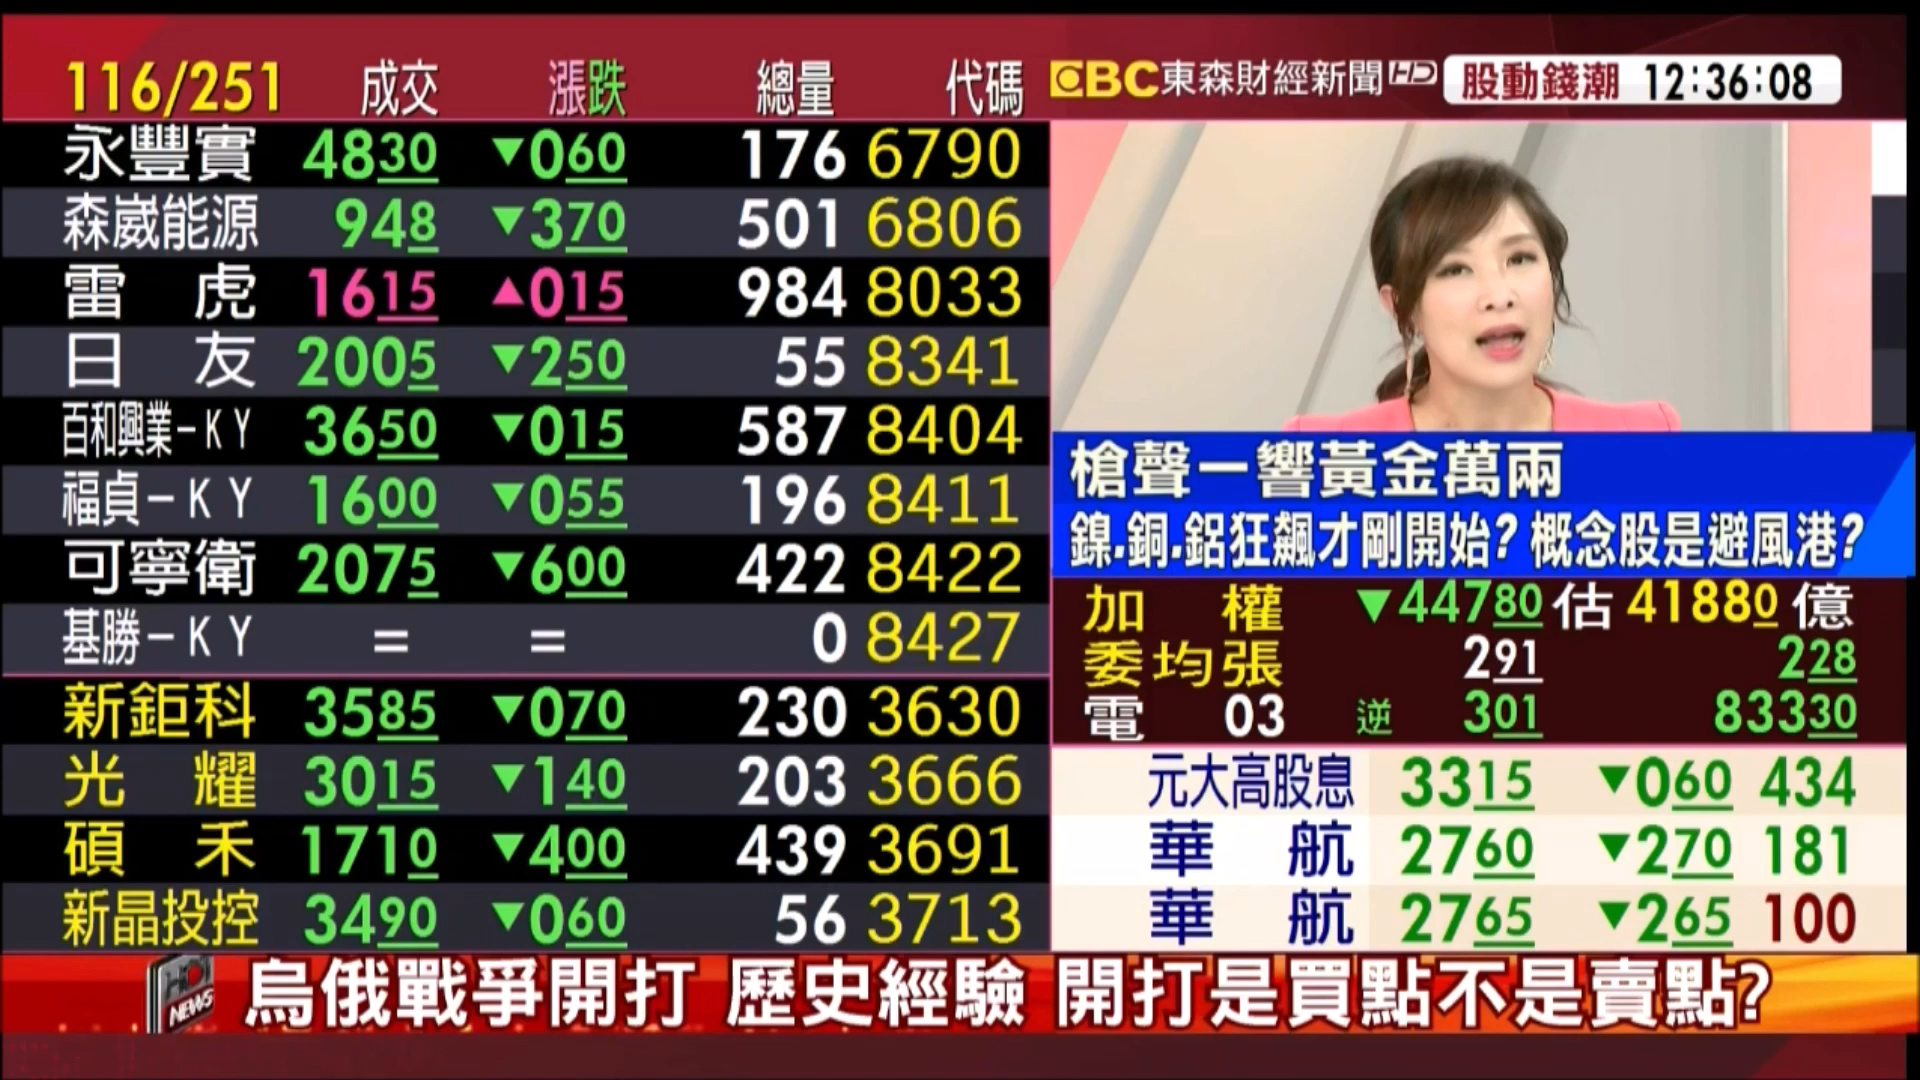 116/251 成交 漲跌 總量 代碼
永豐實 4830 ▼060 176 6790
森崴能源 948 ▼370 501 6806
雷虎 1615 ▲015 984 8033
日友 2005 ▼250 55 8341
百和興業-KY 3650 ▼015 587 8404
福貞-KY 1600 ▼055 196 8411
可寧衛 2075 ▼600 422 8422
基勝-KY = = 0 8427
新鉅科 3585 ▼070 230 3630
光耀 3015 ▼140 203 3666
碩禾 1710 ▼400 439 3691
新晶投控 3490 ▼060 56 3713
EBC東森財經新聞HD 股動錢潮 12:36:08
槍聲一響黃金萬兩
鎳.銅.鋁狂飆才剛開始?概念股是避風港?
加權 ▼44780 估 41880 億
委均張 291 228
電 03 逆 301 83330
元大高股息 3315 ▼060 434
華航 2760 ▼270 181
華航 2765 ▼265 100
HOT NEWS 烏俄戰爭開打 歷史經驗 開打是買點不是賣點?